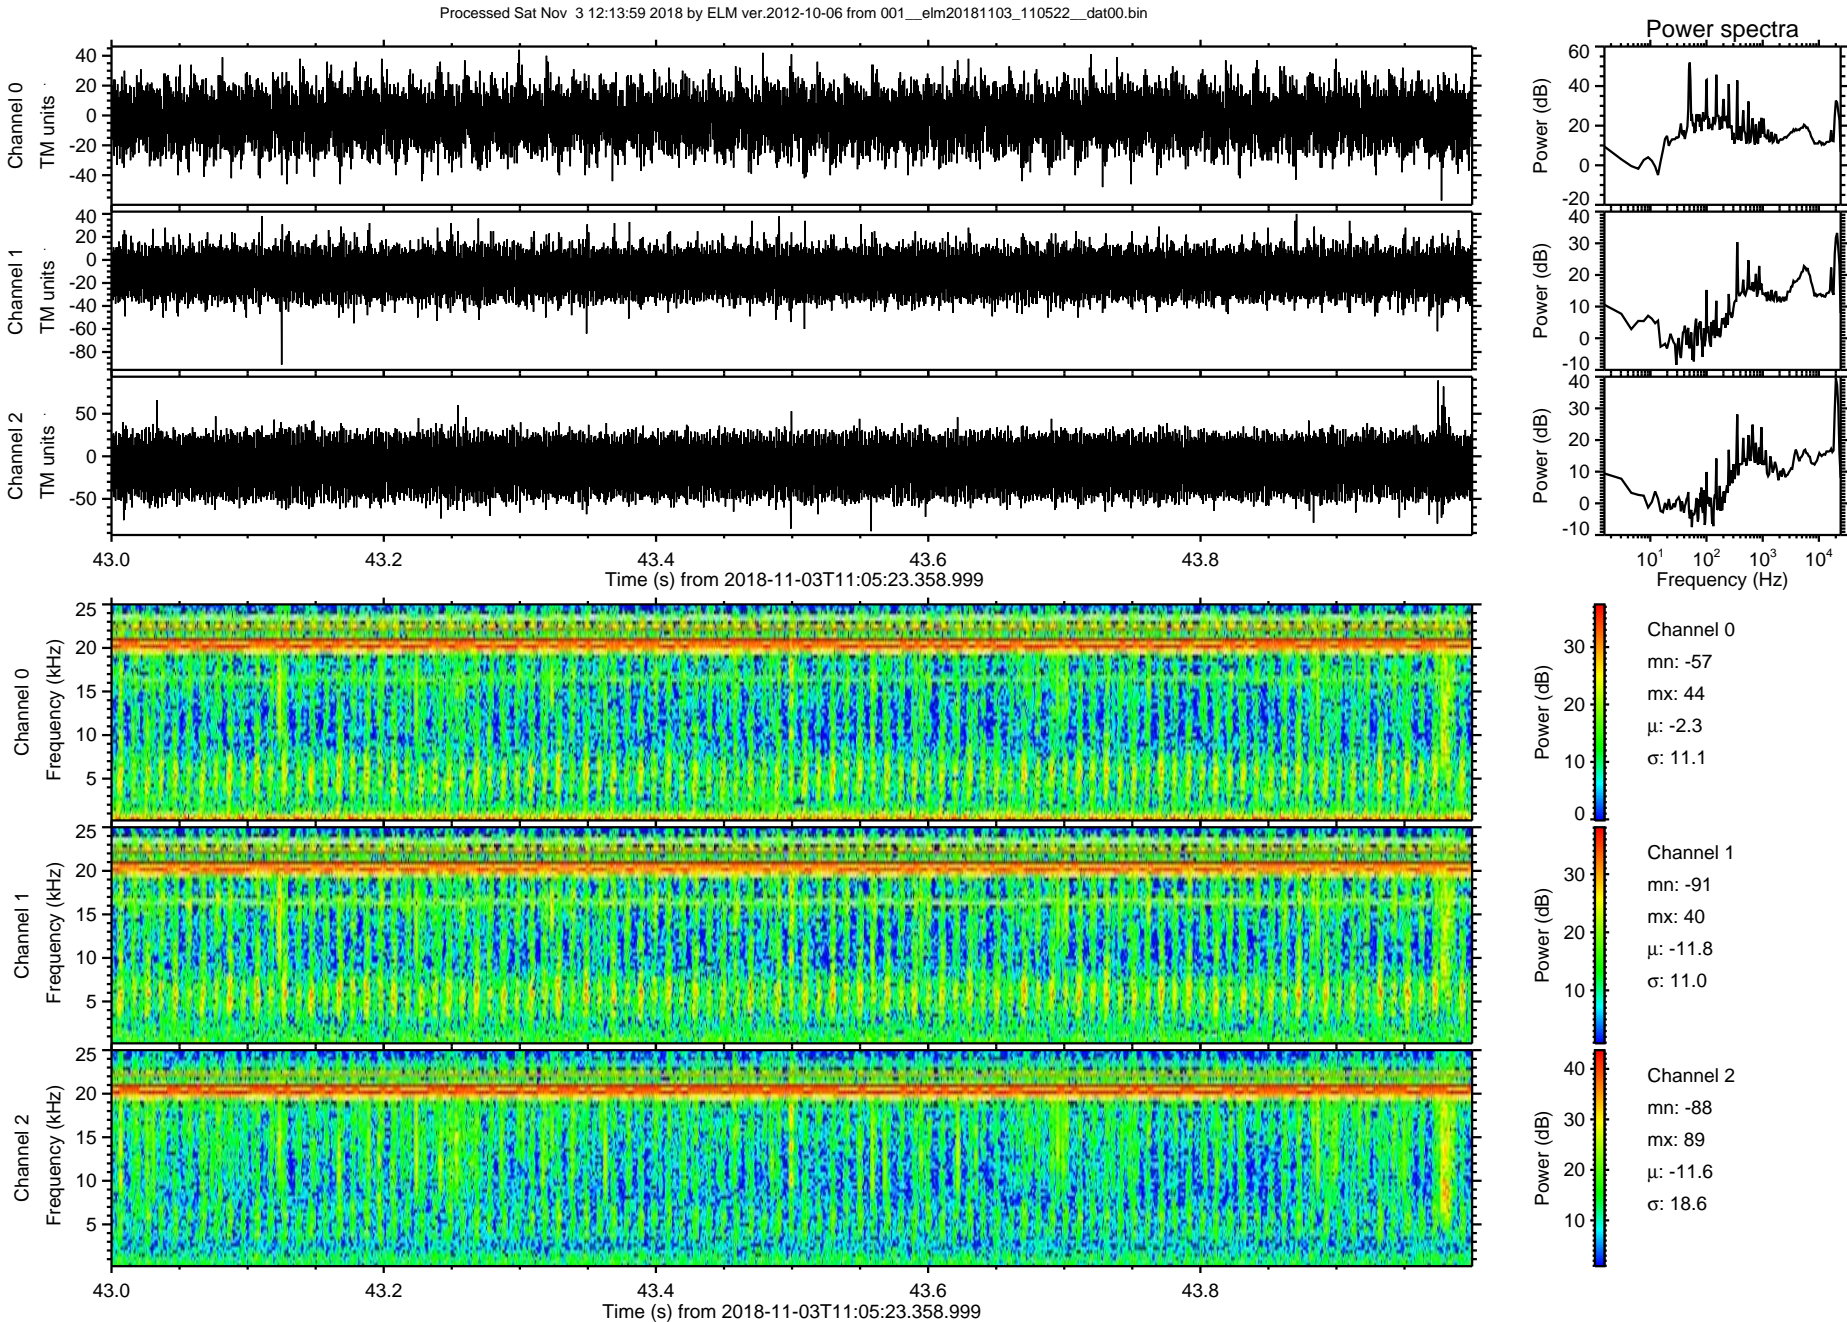 Processed Sat Nov  3 12:13:59 2018 by ELM ver.2012-10-06 from 001__elm20181103_110522__dat00.bin
Power spectra
Channel 0
TM units
40
20
0
-20
-40
Power (dB)
60
40
20
0
-20
Channel 1
TM units
40
20
0
-20
-40
-60
-80
Power (dB)
40
30
20
10
0
-10
Channel 2
TM units
50
0
-50
Power (dB)
40
30
20
10
0
-10
43.0 43.2 43.4 43.6 43.8
Time (s) from 2018-11-03T11:05:23.358.999
10^1 10^2 10^3 10^4
Frequency (Hz)
Channel 0
Frequency (kHz)
25
20
15
10
5
Power (dB)
30
20
10
0
Channel 0
mn: -57
mx: 44
μ: -2.3
σ: 11.1
Channel 1
Frequency (kHz)
25
20
15
10
5
Power (dB)
30
20
10
Channel 1
mn: -91
mx: 40
μ: -11.8
σ: 11.0
Channel 2
Frequency (kHz)
25
20
15
10
5
Power (dB)
40
30
20
10
Channel 2
mn: -88
mx: 89
μ: -11.6
σ: 18.6
43.0 43.2 43.4 43.6 43.8
Time (s) from 2018-11-03T11:05:23.358.999